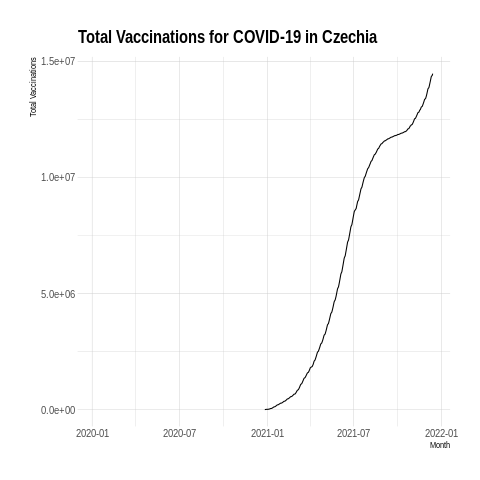 Total Vaccinations for COVID-19 in Czechia
Total Vaccinations
1.5e+07
1.0e+07
5.0e+06
0.0e+00
2020-01 2020-07 2021-01 2021-07 2022-01
Month